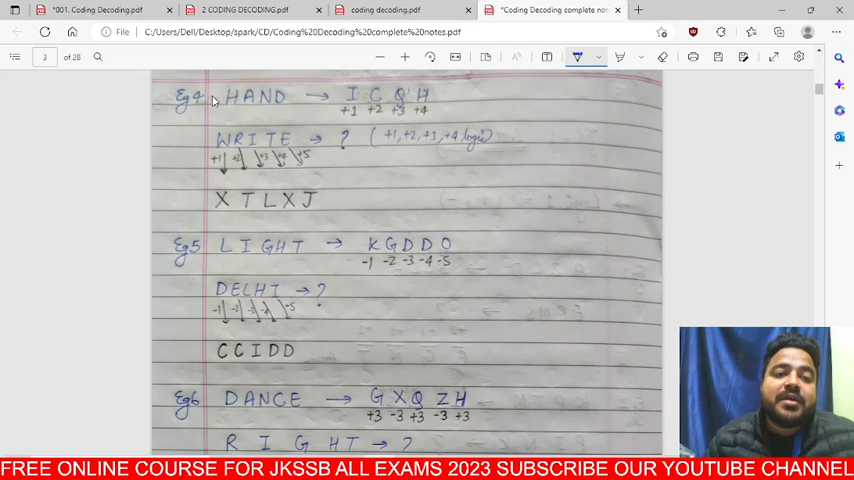 *001. Coding Decoding.pdf
2 CODING DECODING.pdf
coding decoding.pdf
*Coding Decoding complete no
File
C:/Users/Dell/Desktop/spark/CD/Coding%20Decoding%20complete%20notes.pdf
3 of 28
Eg4 HAND → I C Q H
+1 +2 +3 +4
WRITE → ? (+1,+2,+3,+4 logic)
+1 +2 +3 +4 +5
X T L X J
Eg5 LIGHT → K G D D O
-1 -2 -3 -4 -5
DELHI → ?
-1 -2 -3 -4 -5
C C I D D
Eg6 DANCE → G X Q Z H
+3 -3 +3 -3 +3
R I G H T → ?
FREE ONLINE COURSE FOR JKSSB ALL EXAMS 2023 SUBSCRIBE OUR YOUTUBE CHANNEL